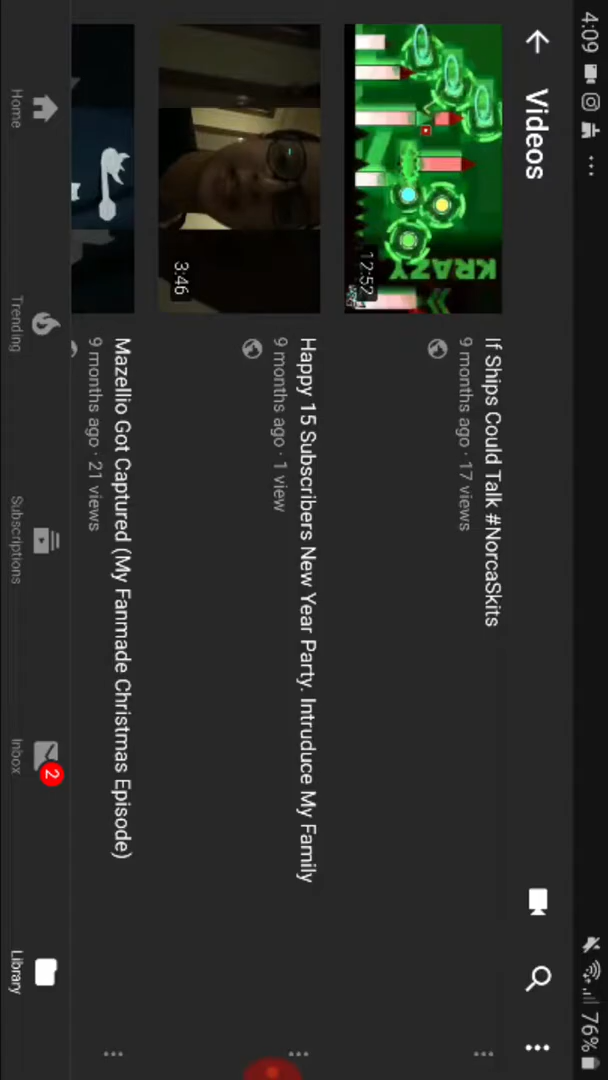 4:09
76%
Videos
KRAZY
12:52
If Ships Could Talk #NorcaSkits
9 months ago · 17 views
3:46
Happy 15 Subscribers New Year Party. Intruduce My Family
9 months ago · 1 view
Mazellio Got Captured (My Fanmade Christmas Episode)
9 months ago · 21 views
Home
Trending
Subscriptions
Inbox
2
Library